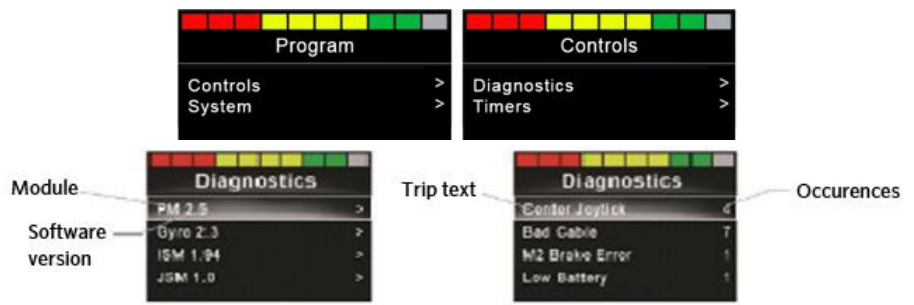 Program
Controls >
System >
Controls
Diagnostics >
Timers >
Module
Software
version
Diagnostics
PM 2.5 >
Gyro 2.3 >
ISM 1.94 >
JSM 1.0 >
Trip text
Occurences
Diagnostics
Center Joytick 4
Bad Cable 7
M2 Brake Error 1
Low Battery 1